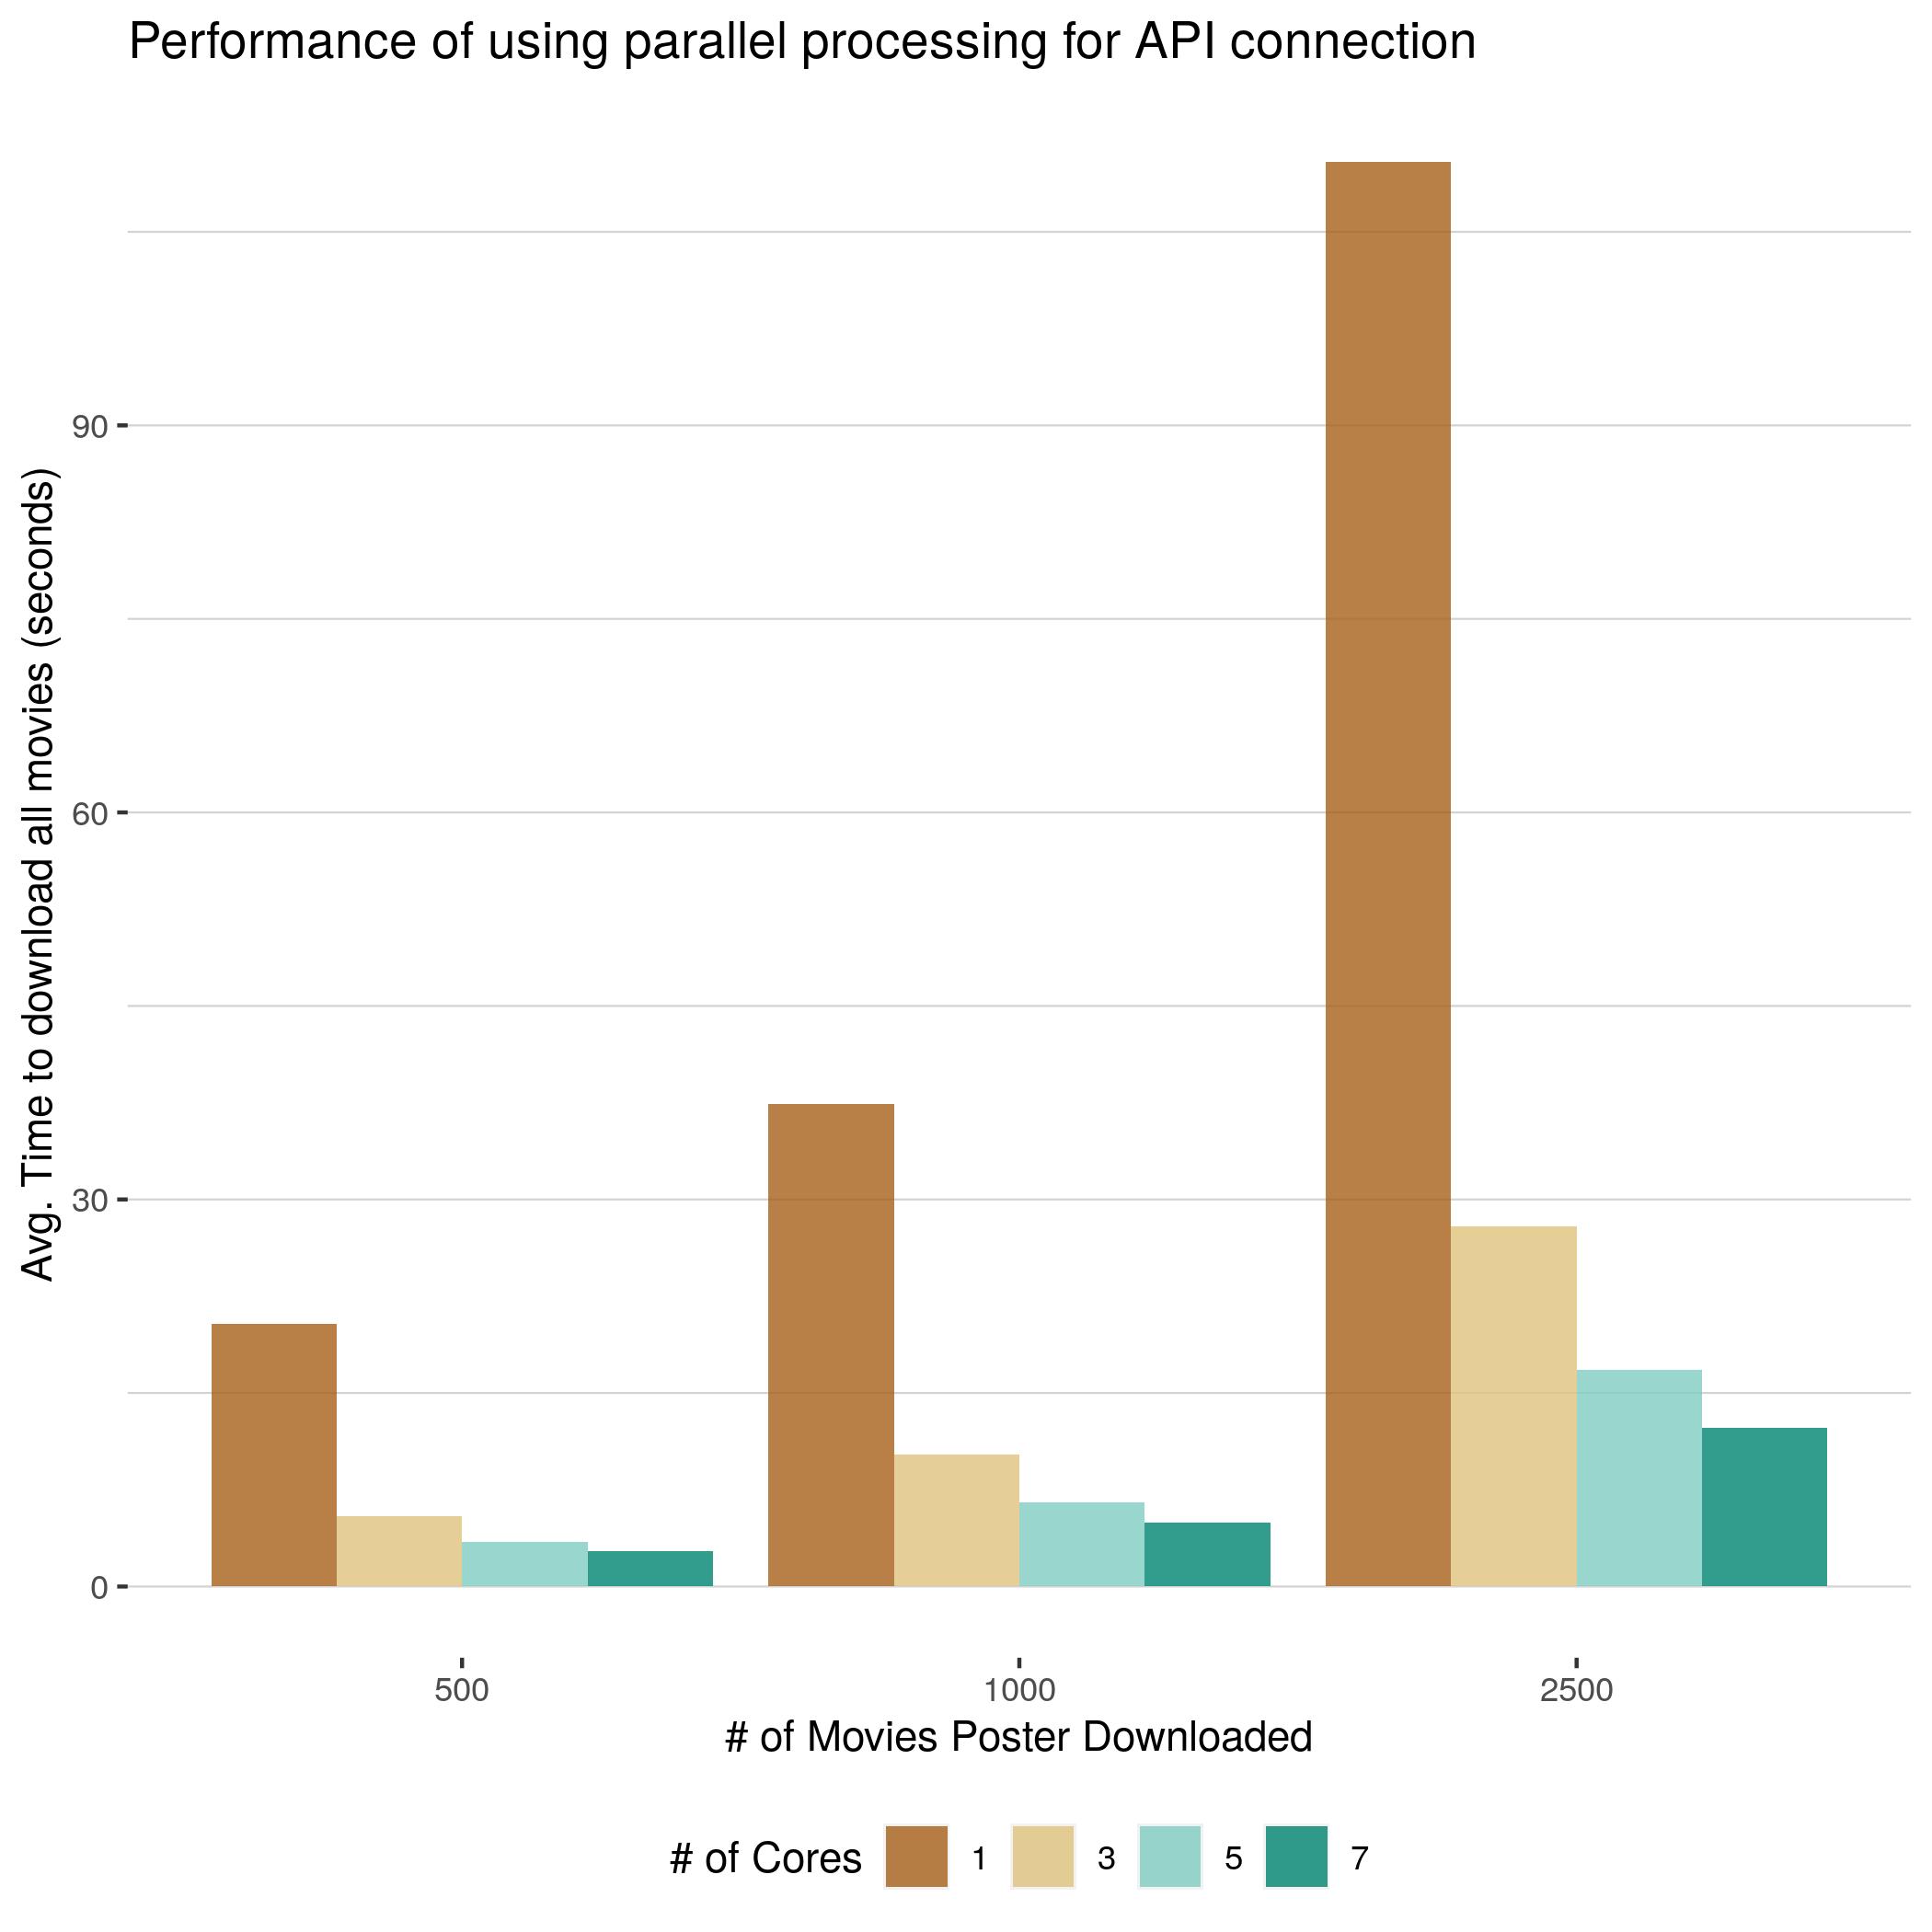 Performance of using parallel processing for API connection
Avg. Time to download all movies (seconds)
90
60
30
0
500 1000 2500
# of Movies Poster Downloaded
# of Cores 1 3 5 7